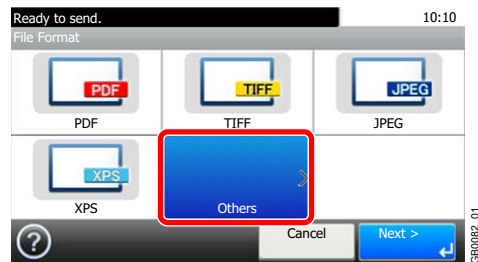 Ready to send. 10:10
File Format
PDF TIFF JPEG
PDF TIFF JPEG
XPS
XPS Others
? Cancel Next >
GB0082_01